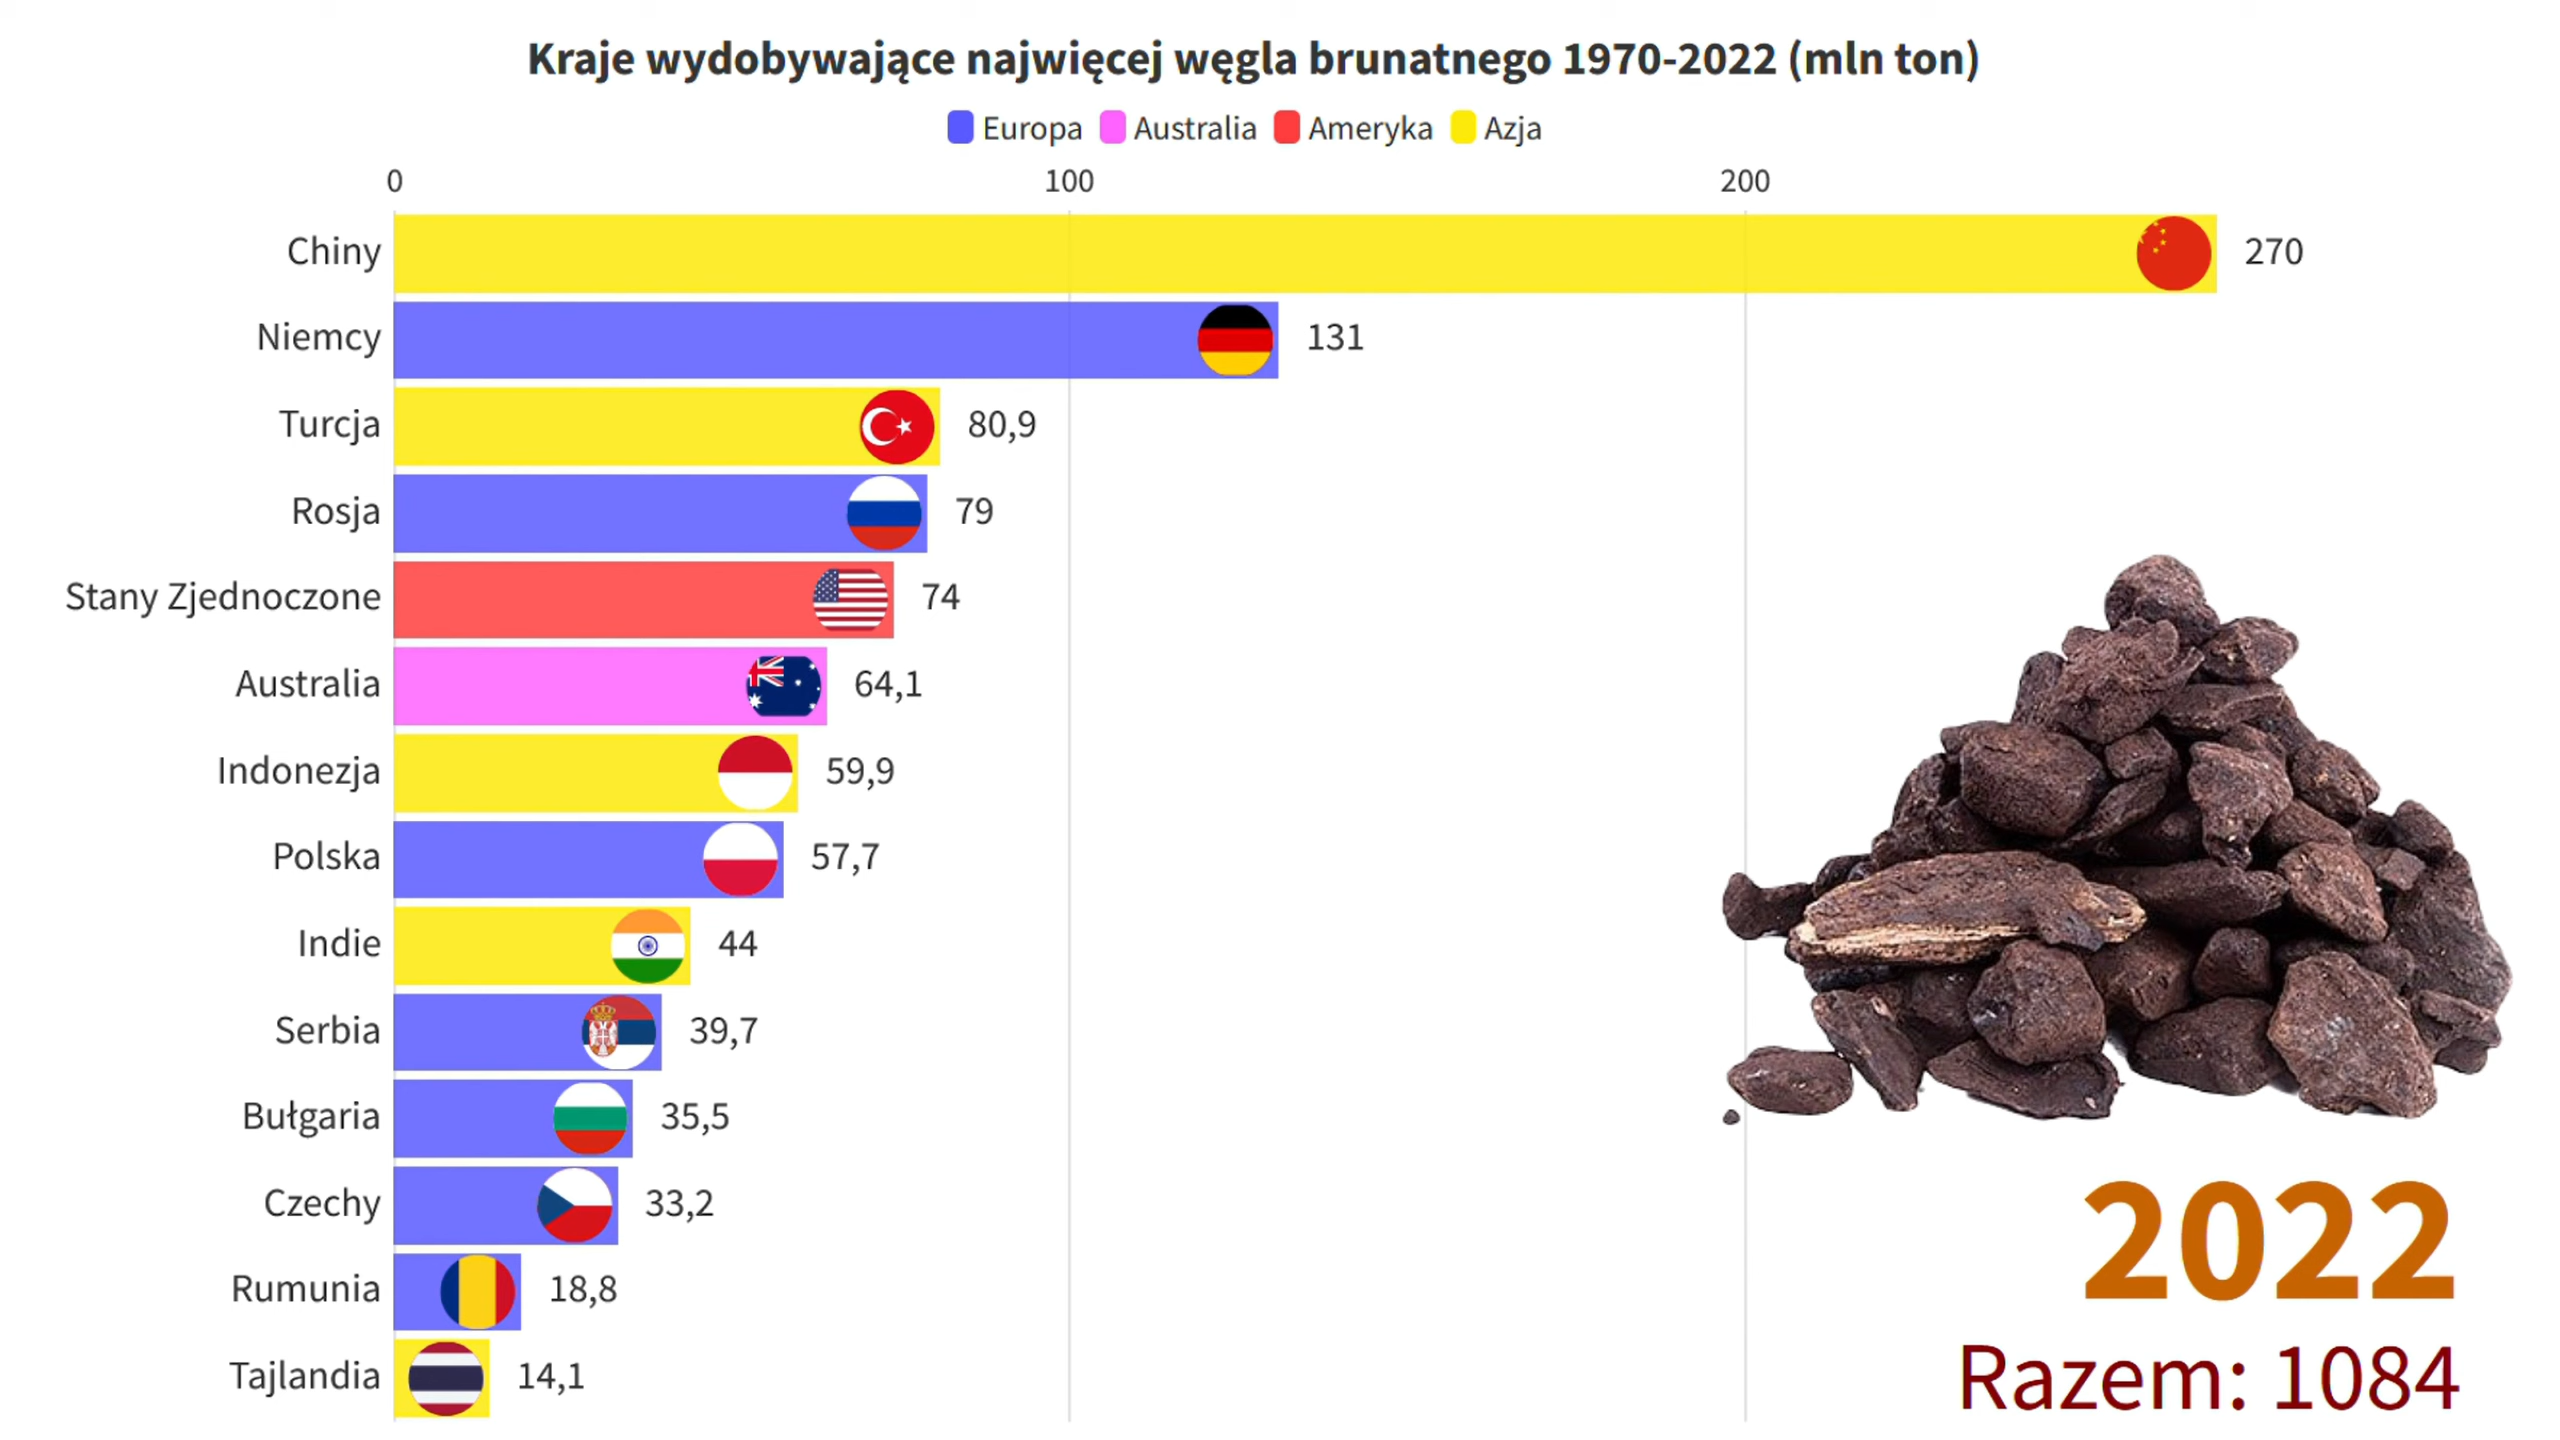 Kraje wydobywające najwięcej węgla brunatnego 1970-2022 (mln ton)
Europa Australia Ameryka Azja
0 100 200
Chiny 270
Niemcy 131
Turcja 80,9
Rosja 79
Stany Zjednoczone 74
Australia 64,1
Indonezja 59,9
Polska 57,7
Indie 44
Serbia 39,7
Bułgaria 35,5
Czechy 33,2
Rumunia 18,8
Tajlandia 14,1
2022
Razem: 1084